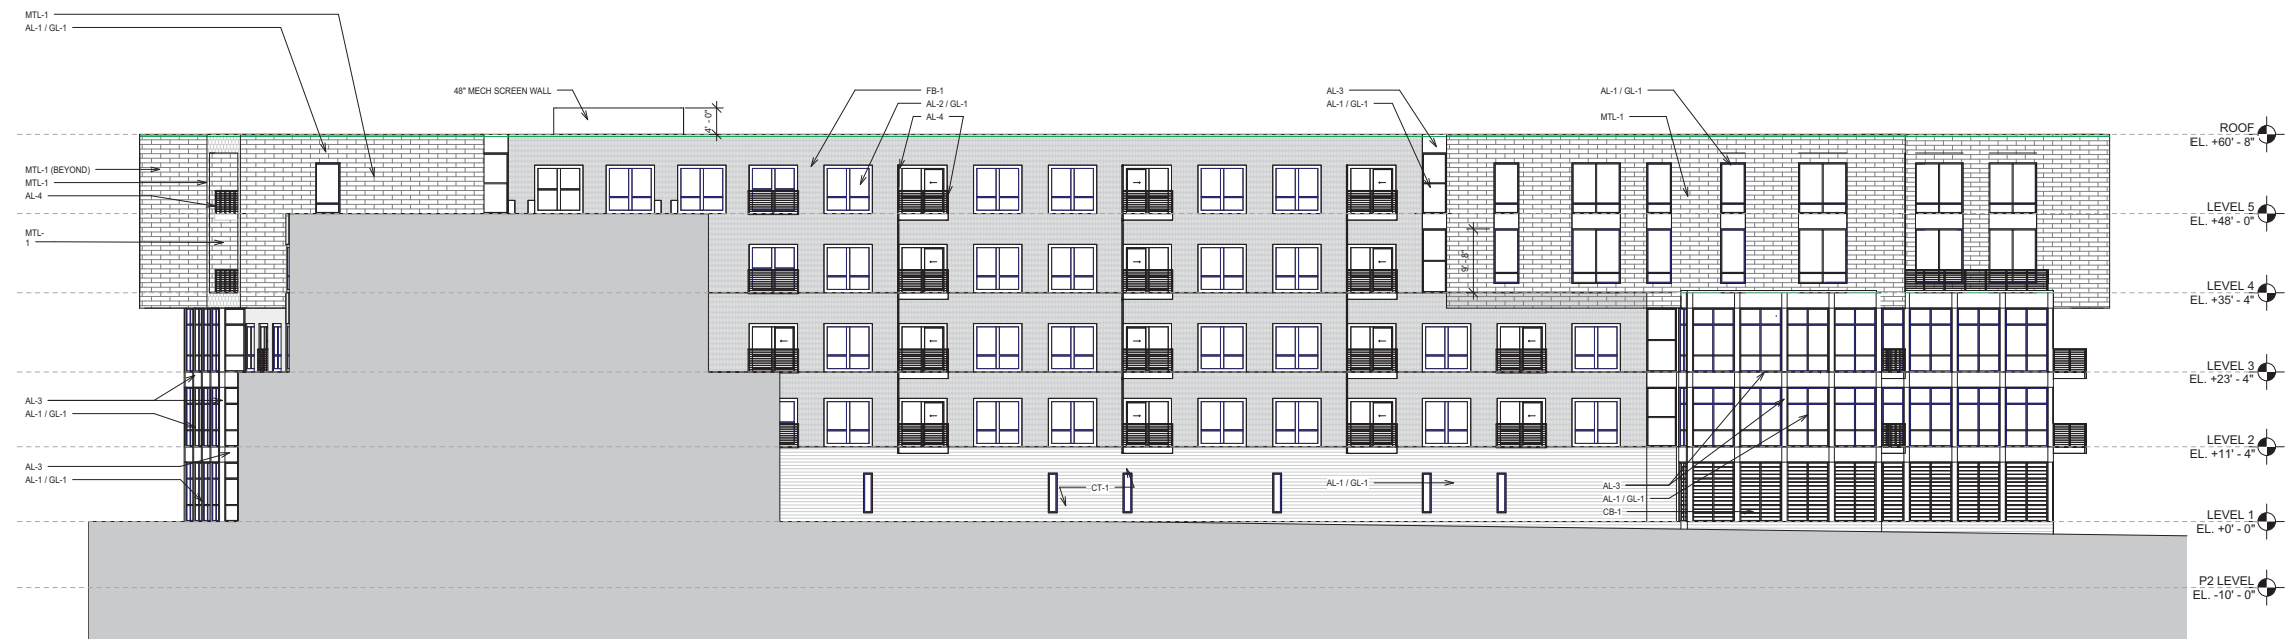 MTL-1
AL-1 / GL-1
48" MECH SCREEN WALL
4' - 0"
FB-1
AL-2 / GL-1
AL-4
AL-3
AL-1 / GL-1
AL-1 / GL-1
MTL-1
ROOF
EL. +60' - 8"
MTL-1 (BEYOND)
MTL-1
AL-4
MTL-
1
LEVEL 5
EL. +48' - 0"
9' - 8"
LEVEL 4
EL. +35' - 4"
LEVEL 3
EL. +23' - 4"
AL-3
AL-1 / GL-1
LEVEL 2
EL. +11' - 4"
AL-3
AL-1 / GL-1
CT-1
AL-1 / GL-1
AL-3
AL-1 / GL-1
CB-1
LEVEL 1
EL. +0' - 0"
P2 LEVEL
EL. -10' - 0"